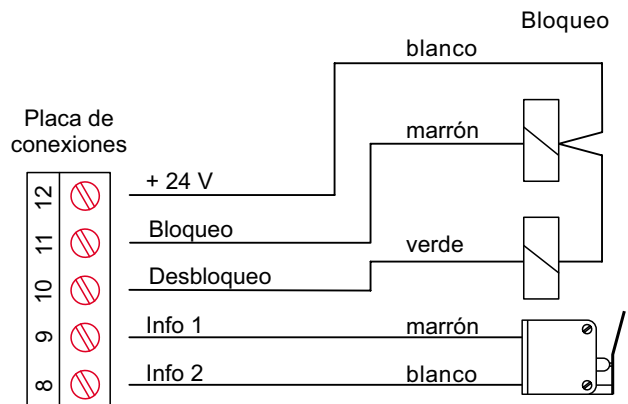 Bloqueo
blanco
Placa de
conexiones
marrón
12
+ 24 V
11
Bloqueo
verde
10
Desbloqueo
9
Info 1
marrón
8
Info 2
blanco